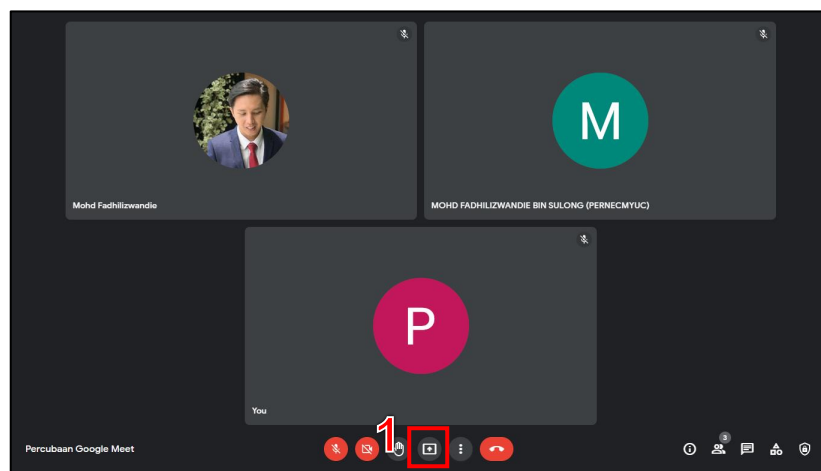 M
Mohd Fadhilizwandie
MOHD FADHILIZWANDIE BIN SULONG (PERNECMYUC)
P
You
1
Percubaan Google Meet
3